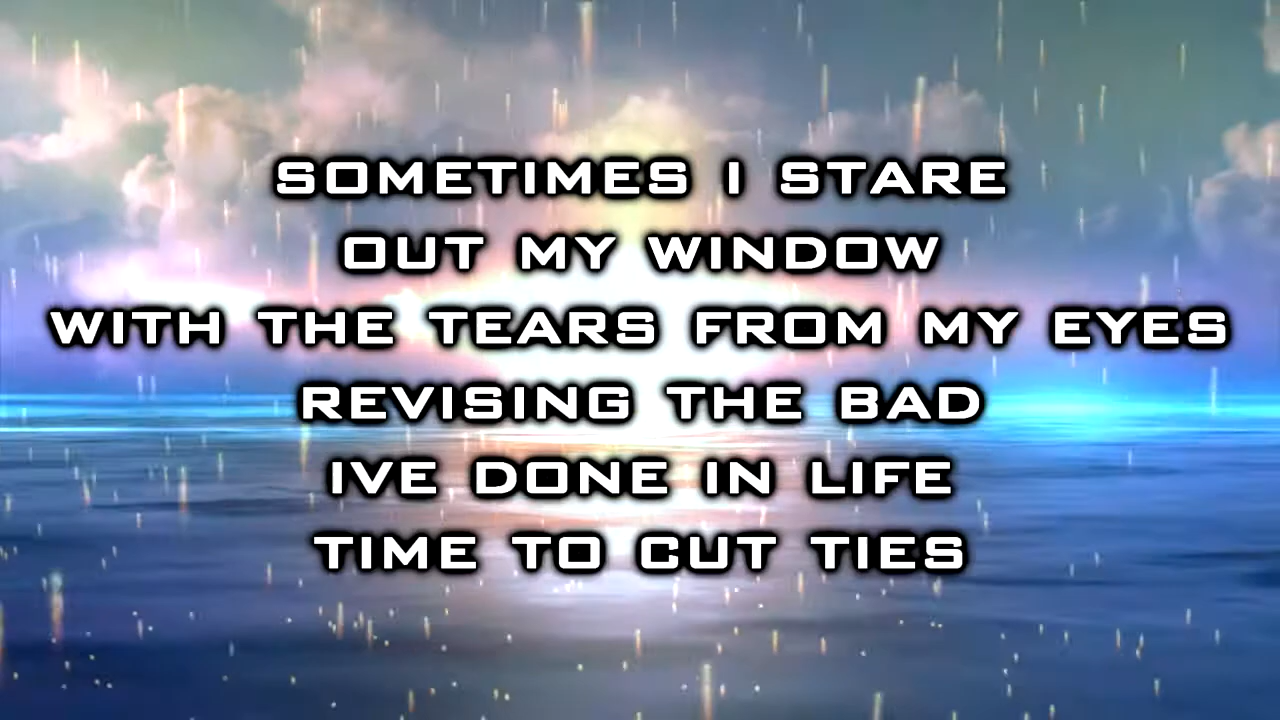 SOMETIMES I STARE
OUT MY WINDOW
WITH THE TEARS FROM MY EYES
REVISING THE BAD
IVE DONE IN LIFE
TIME TO CUT TIES